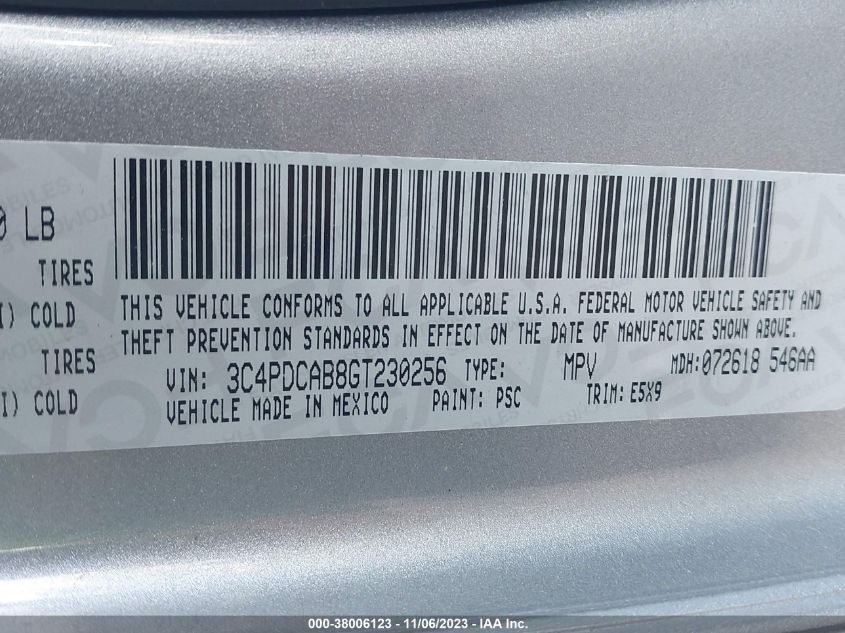 0 LB
TIRES
I) COLD
TIRES
I) COLD
THIS VEHICLE CONFORMS TO ALL APPLICABLE U.S.A. FEDERAL MOTOR VEHICLE SAFETY AND
THEFT PREVENTION STANDARDS IN EFFECT ON THE DATE OF MANUFACTURE SHOWN ABOVE.
VIN: 3C4PDCAB8GT230256 TYPE: MPV MDH:072618 546AA
VEHICLE MADE IN MEXICO PAINT: PSC TRIM: E5X9
000-38006123 - 11/06/2023 - IAA Inc.